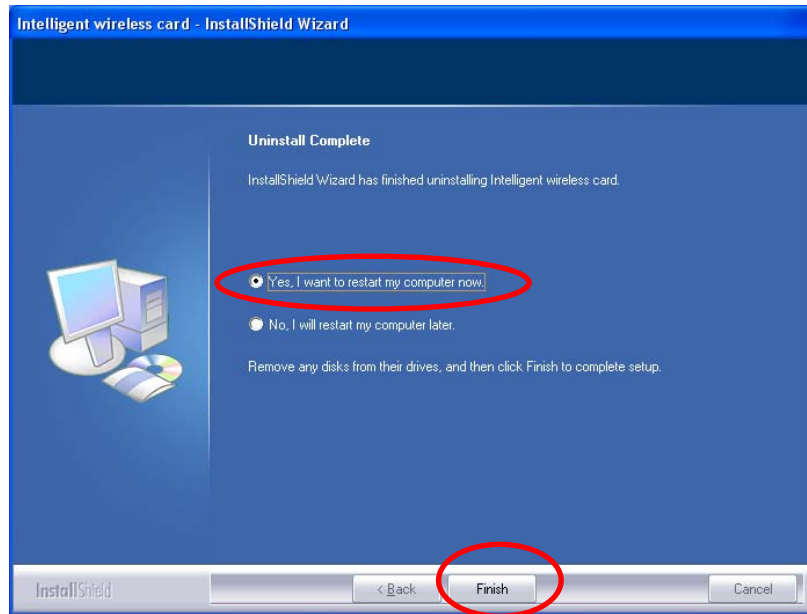 Intelligent wireless card - InstallShield Wizard
Uninstall Complete
InstallShield Wizard has finished uninstalling Intelligent wireless card.
Yes, I want to restart my computer now.
No, I will restart my computer later.
Remove any disks from their drives, and then click Finish to complete setup.
InstallShield
< Back
Finish
Cancel